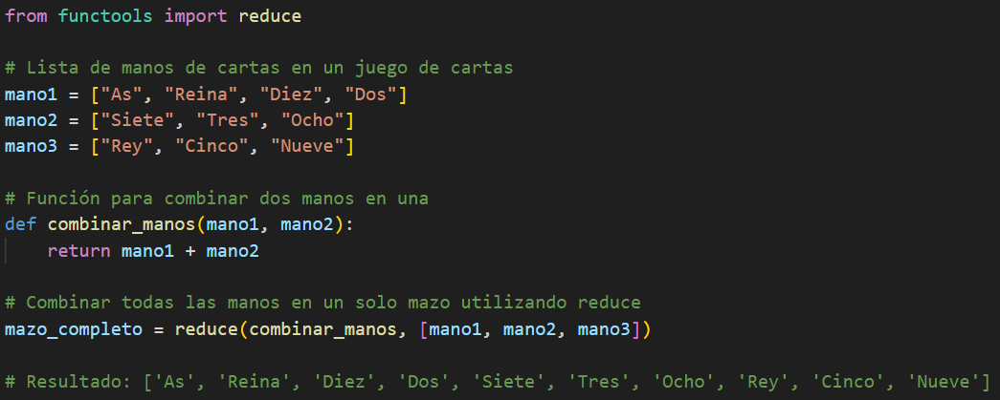 from functools import reduce
# Lista de manos de cartas en un juego de cartas
mano1 = ["As", "Reina", "Diez", "Dos"]
mano2 = ["Siete", "Tres", "Ocho"]
mano3 = ["Rey", "Cinco", "Nueve"]
# Función para combinar dos manos en una
def combinar_manos(mano1, mano2):
    return mano1 + mano2
# Combinar todas las manos en un solo mazo utilizando reduce
mazo_completo = reduce(combinar_manos, [mano1, mano2, mano3])
# Resultado: ['As', 'Reina', 'Diez', 'Dos', 'Siete', 'Tres', 'Ocho', 'Rey', 'Cinco', 'Nueve']